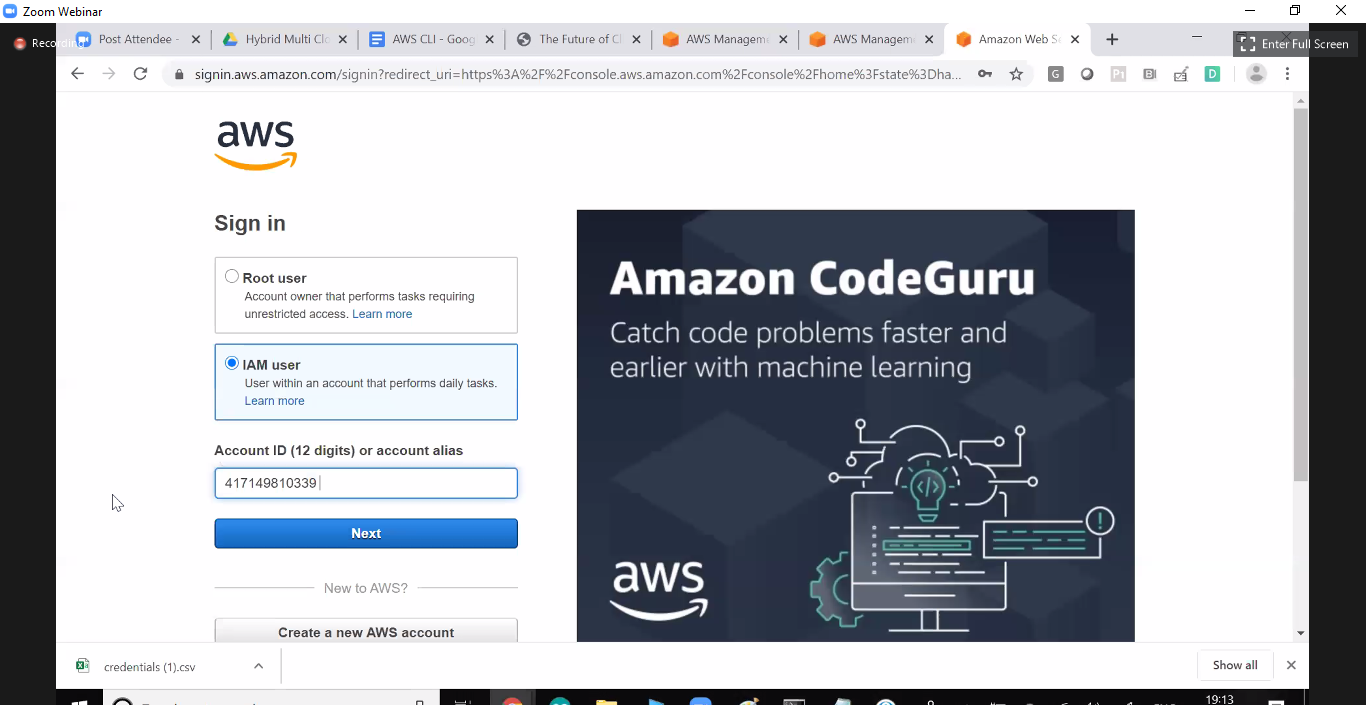 Zoom Webinar
Recording
Post Attendee -
Hybrid Multi Clo
AWS CLI - Goog
The Future of Cl
AWS Managem
AWS Managem
Amazon Web Se
Enter Full Screen
signin.aws.amazon.com/signin?redirect_uri=https%3A%2F%2Fconsole.aws.amazon.com%2Fconsole%2Fhome%3Fstate%3Dha...
aws
Sign in
Root user
Account owner that performs tasks requiring
unrestricted access. Learn more
IAM user
User within an account that performs daily tasks.
Learn more
Account ID (12 digits) or account alias
417149810339
Next
New to AWS?
Create a new AWS account
Amazon CodeGuru
Catch code problems faster and
earlier with machine learning
aws
credentials (1).csv
Show all
19:13